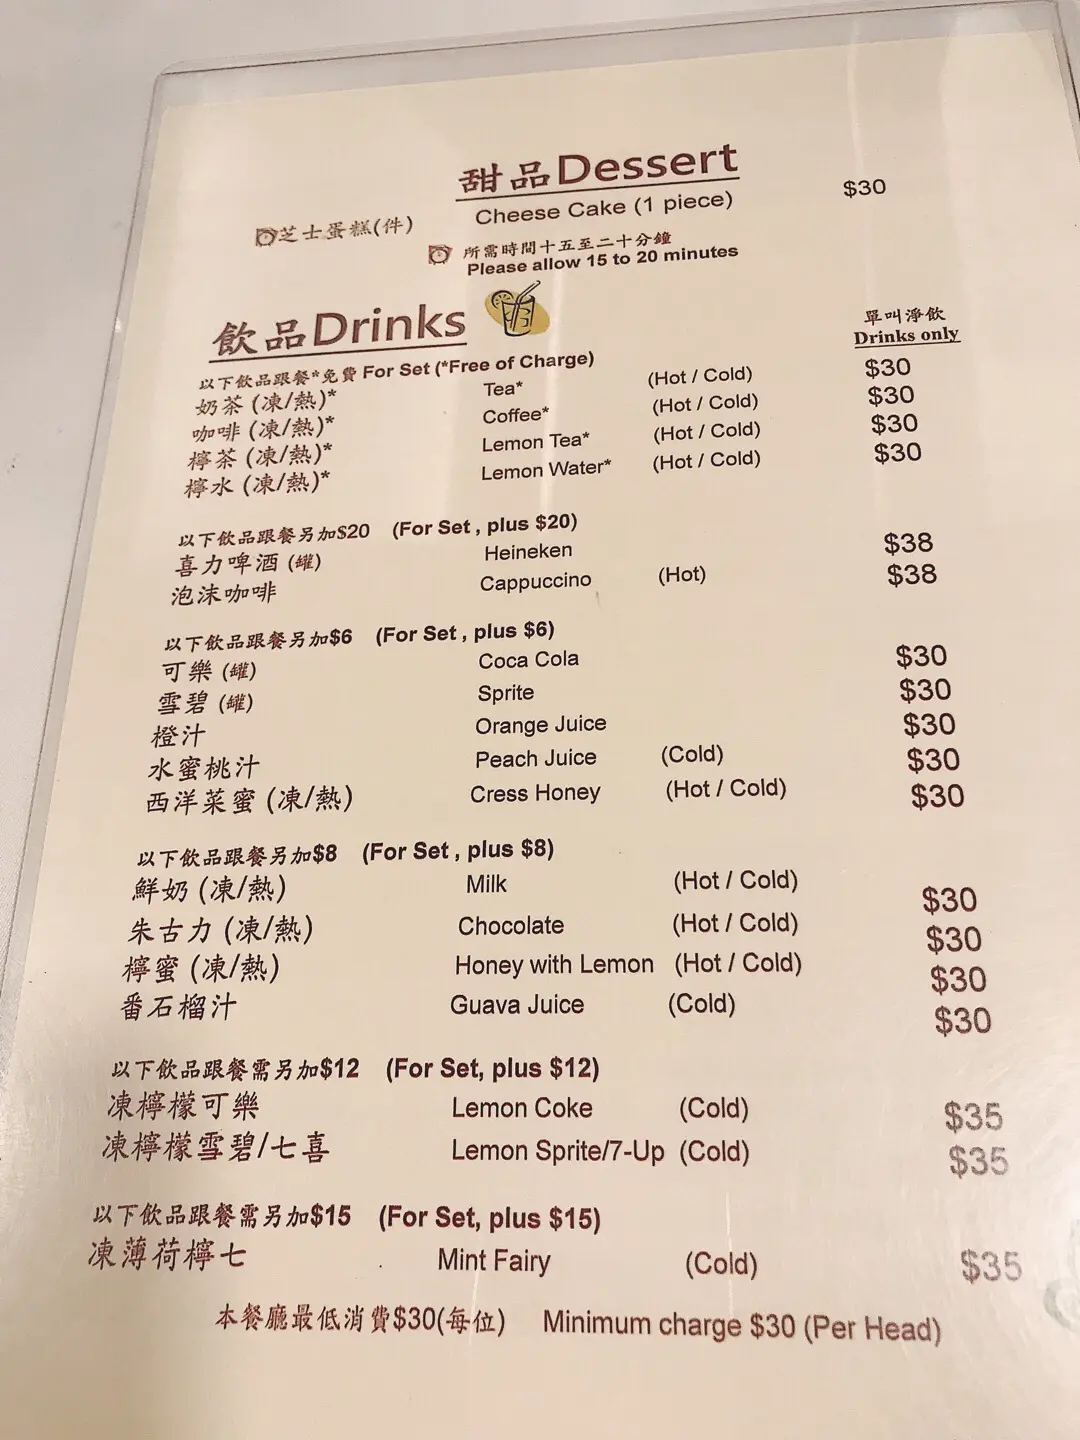 甜品Dessert
芝士蛋糕(件) Cheese Cake (1 piece) $30
所需時間十五至二十分鐘
Please allow 15 to 20 minutes
飲品Drinks
單叫淨飲
Drinks only
以下飲品跟餐*免費 For Set (*Free of Charge)
奶茶 (凍/熱)* Tea* (Hot / Cold) $30
咖啡 (凍/熱)* Coffee* (Hot / Cold) $30
檸茶 (凍/熱)* Lemon Tea* (Hot / Cold) $30
檸水 (凍/熱)* Lemon Water* (Hot / Cold) $30
以下飲品跟餐另加$20 (For Set , plus $20)
喜力啤酒 (罐) Heineken $38
泡沫咖啡 Cappuccino (Hot) $38
以下飲品跟餐另加$6 (For Set , plus $6)
可樂 (罐) Coca Cola $30
雪碧 (罐) Sprite $30
橙汁 Orange Juice $30
水蜜桃汁 Peach Juice (Cold) $30
西洋菜蜜 (凍/熱) Cress Honey (Hot / Cold) $30
以下飲品跟餐另加$8 (For Set , plus $8)
鮮奶 (凍/熱) Milk (Hot / Cold) $30
朱古力 (凍/熱) Chocolate (Hot / Cold) $30
檸蜜 (凍/熱) Honey with Lemon (Hot / Cold) $30
番石榴汁 Guava Juice (Cold) $30
以下飲品跟餐需另加$12 (For Set, plus $12)
凍檸檬可樂 Lemon Coke (Cold) $35
凍檸檬雪碧/七喜 Lemon Sprite/7-Up (Cold) $35
以下飲品跟餐需另加$15 (For Set, plus $15)
凍薄荷檸七 Mint Fairy (Cold) $35
本餐廳最低消費$30(每位) Minimum charge $30 (Per Head)